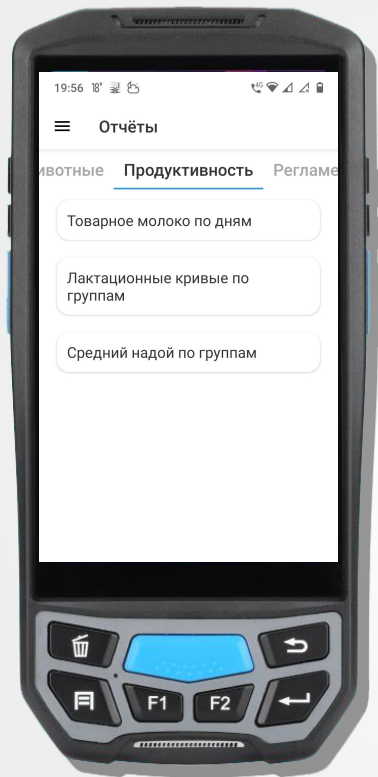 19:56 18°
4G
Отчёты
ивотные Продуктивность Регламе
Товарное молоко по дням
Лактационные кривые по
группам
Средний надой по группам
F1 F2